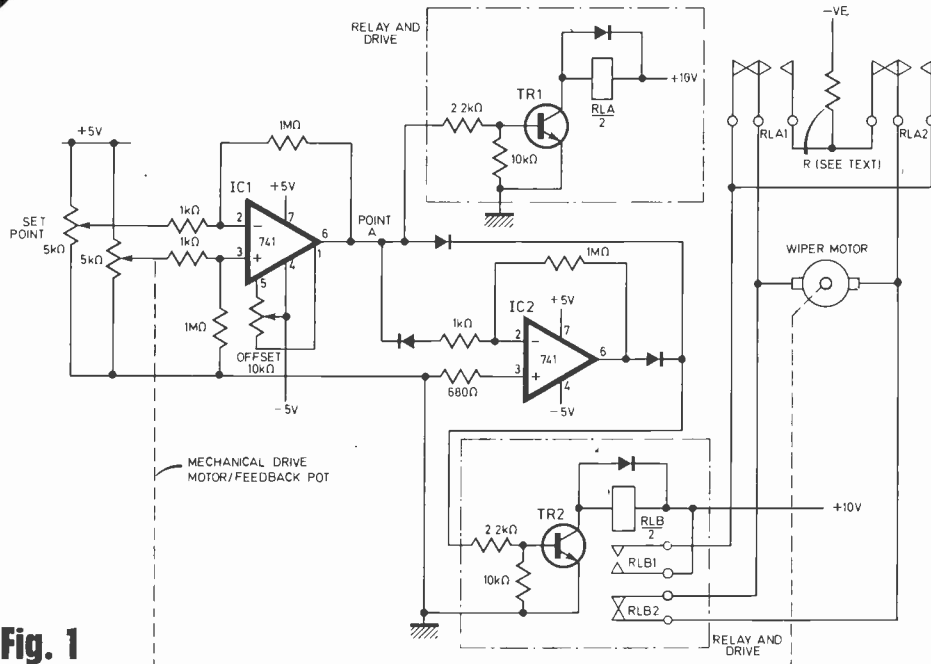 RELAY AND
DRIVE
-VE
TR1
RLA
2
+10V
2.2kΩ
10kΩ
RLA1
RLA2
R (SEE TEXT)
+5V
1MΩ
IC1
+5V
SET
POINT
5kΩ
5kΩ
1kΩ
1kΩ
2
3
741
7
6
4
1
5
POINT
A
WIPER MOTOR
1MΩ
OFFSET
10kΩ
-5V
1MΩ
IC2
+5V
1kΩ
680Ω
2
3
741
7
6
4
-5V
MECHANICAL DRIVE
MOTOR/FEEDBACK POT
TR2
RLB
2
+10V
2.2kΩ
10kΩ
RLB1
RLB2
RELAY AND
DRIVE
Fig. 1